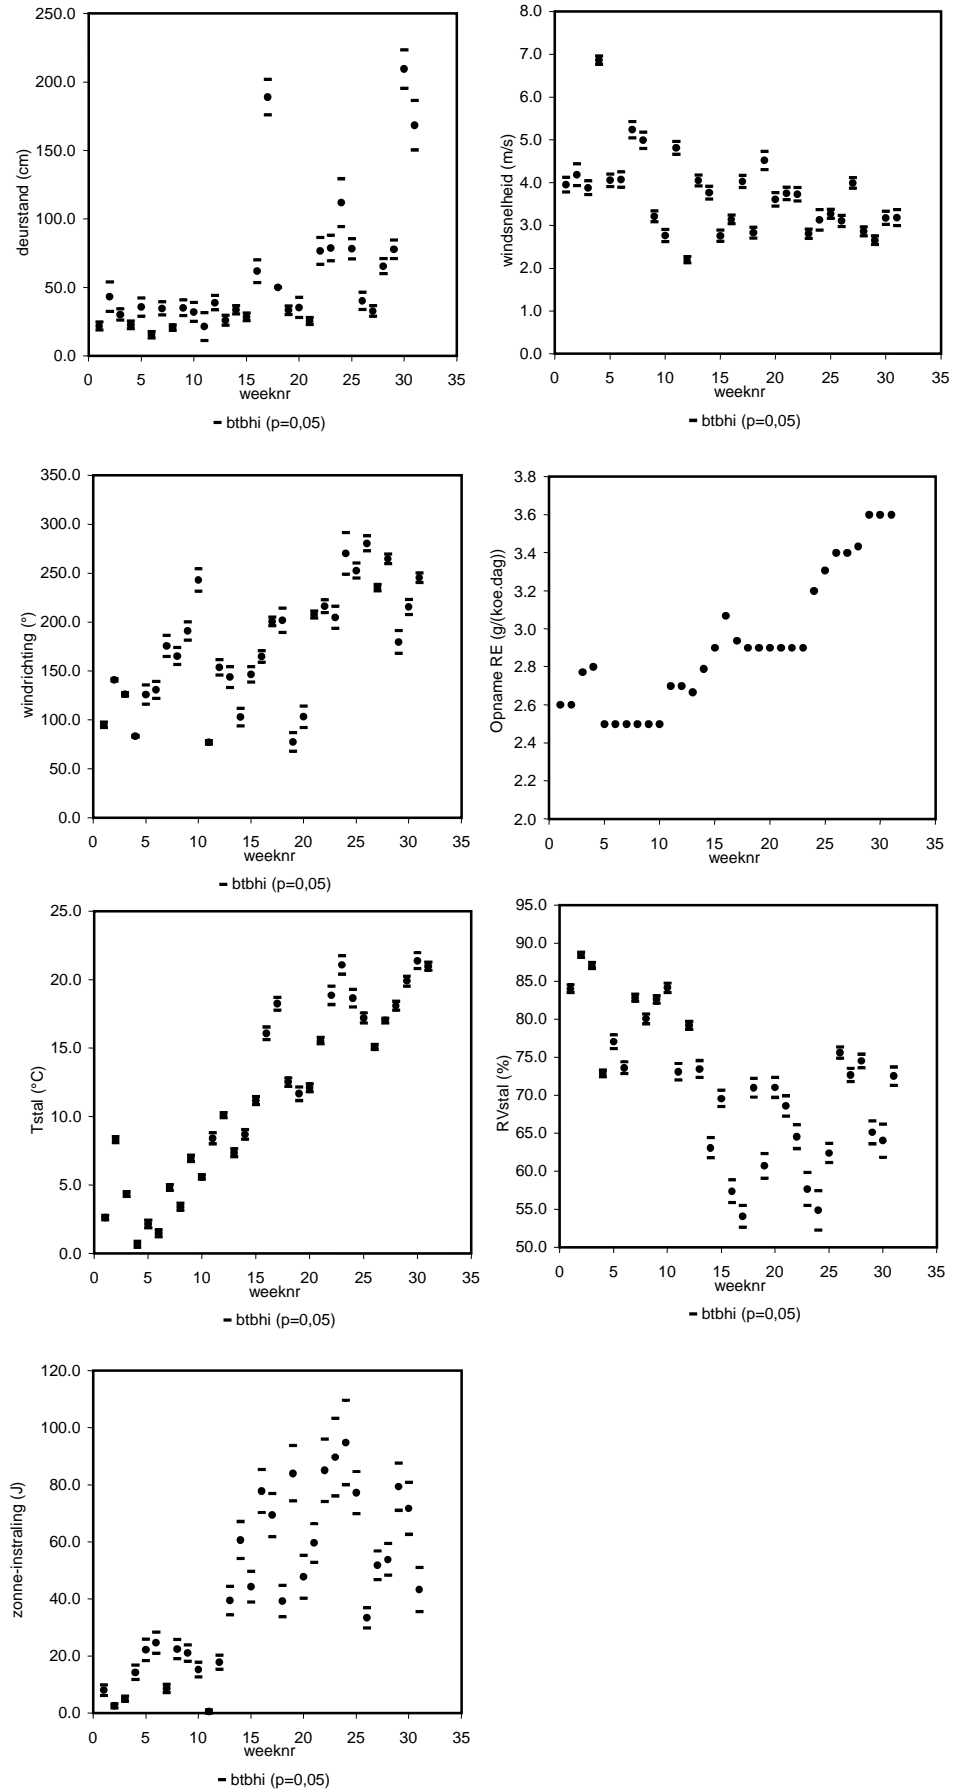 250.0
200.0
150.0
100.0
50.0
0.0
deurstand (cm)
0 5 10 15 20 25 30 35
weeknr
btbhi (p=0,05)
8.0
7.0
6.0
5.0
4.0
3.0
2.0
1.0
0.0
windsnelheid (m/s)
0 5 10 15 20 25 30 35
weeknr
btbhi (p=0,05)
350.0
300.0
250.0
200.0
150.0
100.0
50.0
0.0
windrichting (°)
0 5 10 15 20 25 30 35
weeknr
btbhi (p=0,05)
3.8
3.6
3.4
3.2
3.0
2.8
2.6
2.4
2.2
2.0
Opname RE (g/(koe.dag))
0 5 10 15 20 25 30 35
weeknr
25.0
20.0
15.0
10.0
5.0
0.0
Tstal (°C)
0 5 10 15 20 25 30 35
weeknr
btbhi (p=0,05)
95.0
90.0
85.0
80.0
75.0
70.0
65.0
60.0
55.0
50.0
RVstal (%)
0 5 10 15 20 25 30 35
weeknr
btbhi (p=0,05)
120.0
100.0
80.0
60.0
40.0
20.0
0.0
zonne-instraling (J)
0 5 10 15 20 25 30 35
weeknr
btbhi (p=0,05)